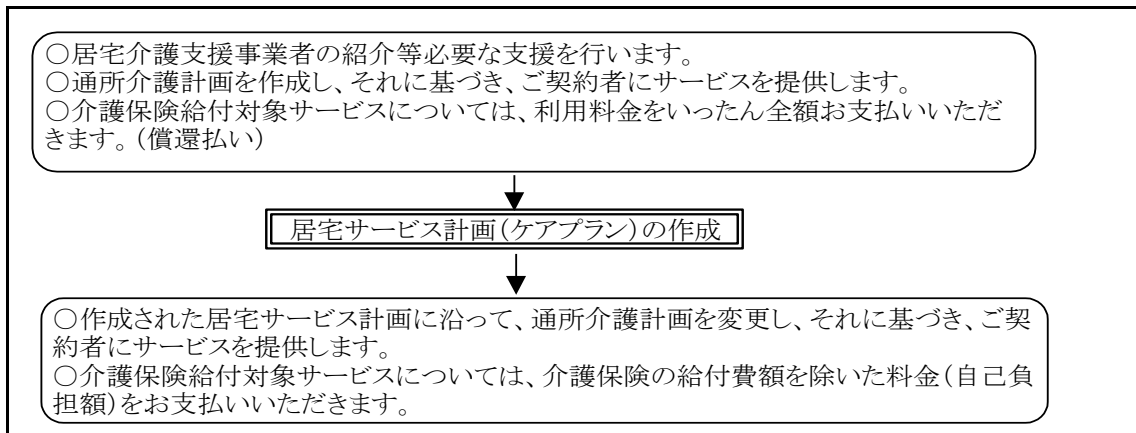 ○居宅介護支援事業者の紹介等必要な支援を行います。
○通所介護計画を作成し、それに基づき、ご契約者にサービスを提供します。
○介護保険給付対象サービスについては、利用料金をいったん全額お支払いいただ
きます。(償還払い)
居宅サービス計画(ケアプラン)の作成
○作成された居宅サービス計画に沿って、通所介護計画を変更し、それに基づき、ご契
約者にサービスを提供します。
○介護保険給付対象サービスについては、介護保険の給付費額を除いた料金(自己負
担額)をお支払いいただきます。